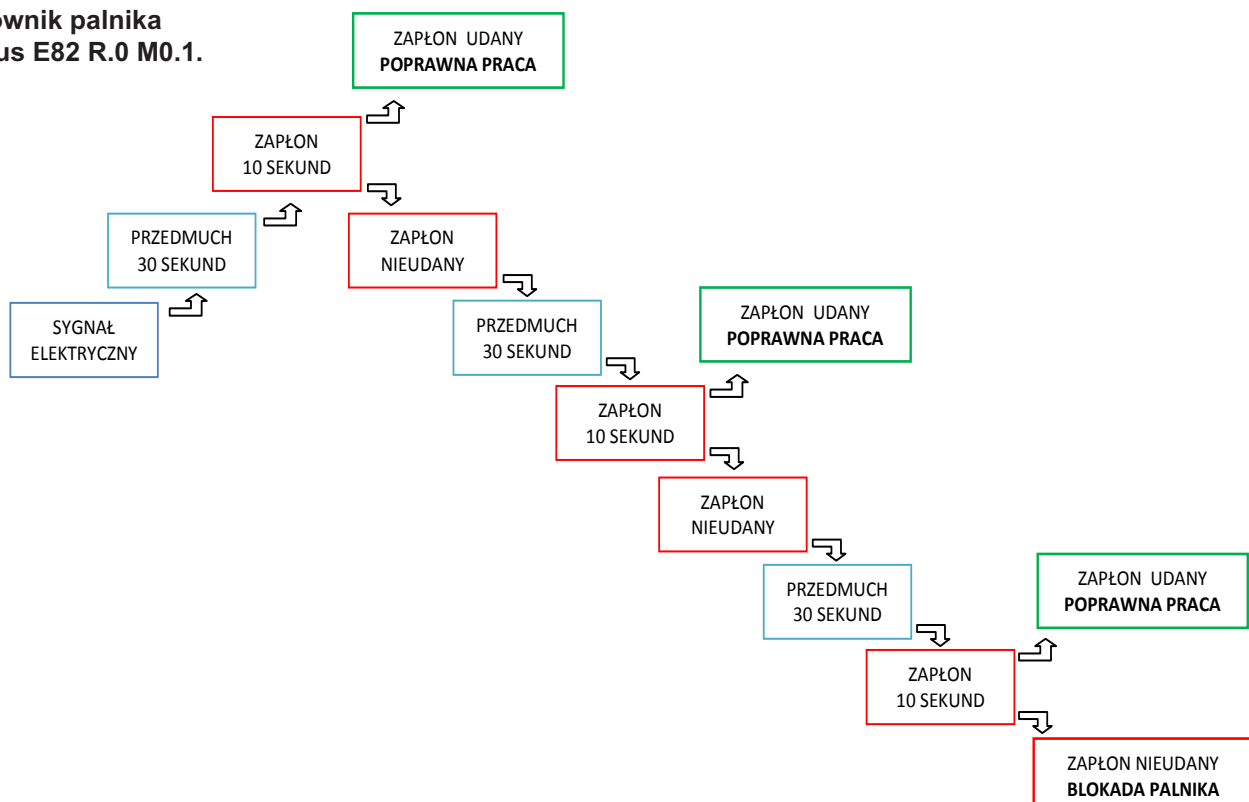 ownik palnika
us E82 R.0 M0.1.
ZAPŁON UDANY
POPRAWNA PRACA
ZAPŁON
10 SEKUND
PRZEDMUCH
30 SEKUND
ZAPŁON
NIEUDANY
SYGNAŁ
ELEKTRYCZNY
PRZEDMUCH
30 SEKUND
ZAPŁON UDANY
POPRAWNA PRACA
ZAPŁON
10 SEKUND
ZAPŁON
NIEUDANY
PRZEDMUCH
30 SEKUND
ZAPŁON UDANY
POPRAWNA PRACA
ZAPŁON
10 SEKUND
ZAPŁON NIEUDANY
BLOKADA PALNIKA